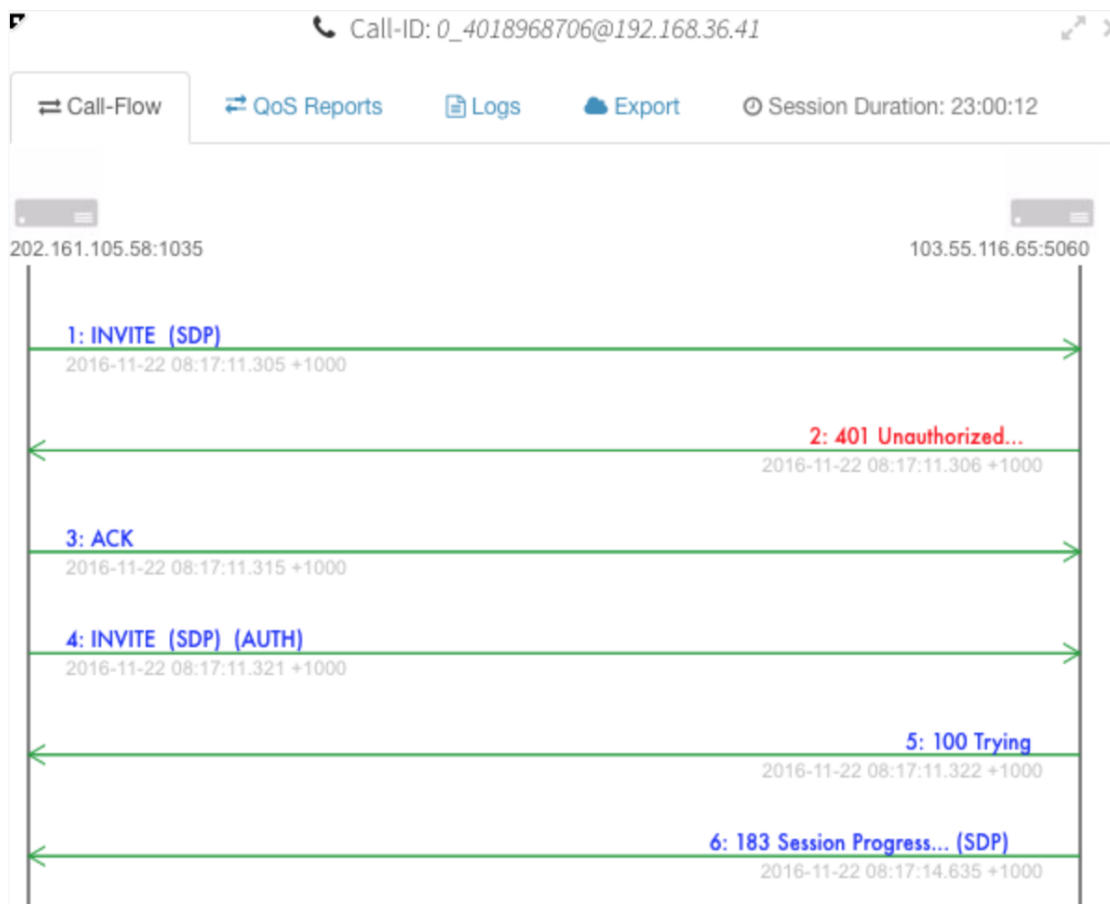 Call-ID: 0_4018968706@192.168.36.41
Call-Flow QoS Reports Logs Export Session Duration: 23:00:12
202.161.105.58:1035 103.55.116.65:5060
1: INVITE (SDP)
2016-11-22 08:17:11.305 +1000
2: 401 Unauthorized...
2016-11-22 08:17:11.306 +1000
3: ACK
2016-11-22 08:17:11.315 +1000
4: INVITE (SDP) (AUTH)
2016-11-22 08:17:11.321 +1000
5: 100 Trying
2016-11-22 08:17:11.322 +1000
6: 183 Session Progress... (SDP)
2016-11-22 08:17:14.635 +1000